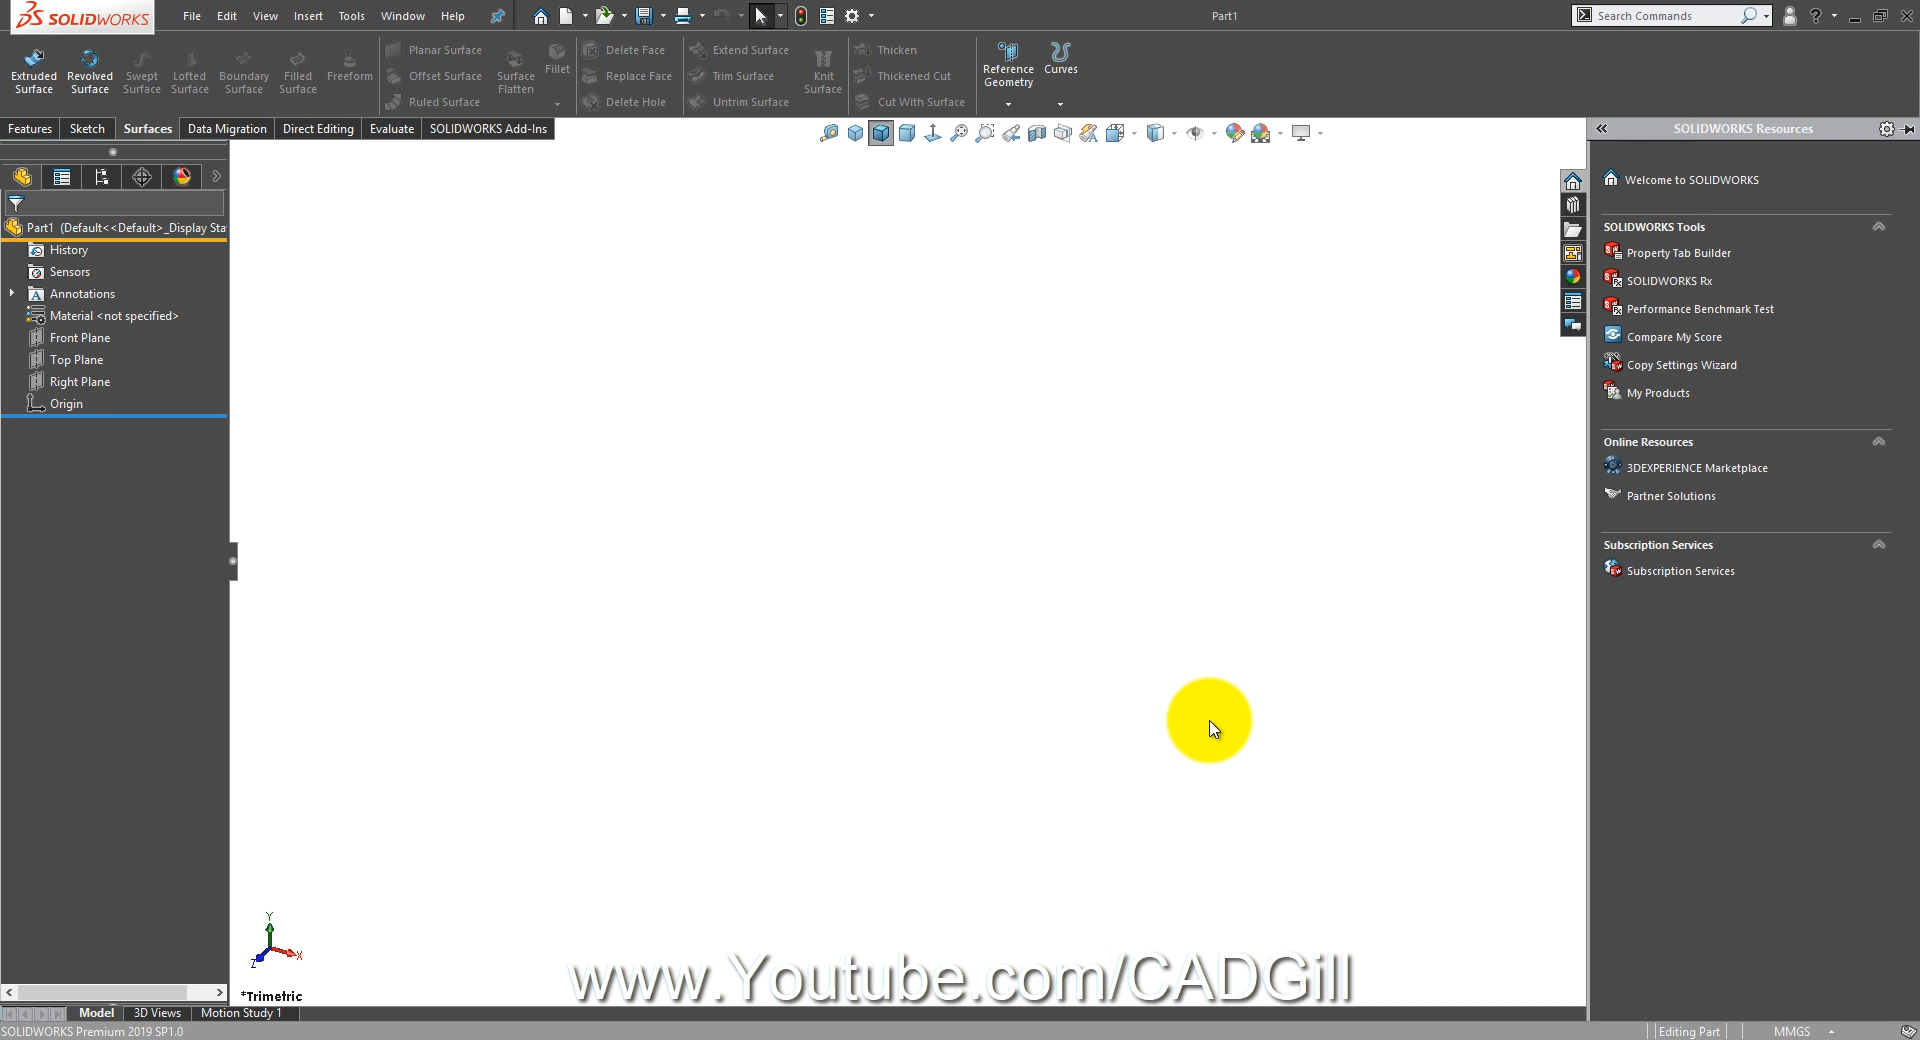 SOLIDWORKS File Edit View Insert Tools Window Help Part1 Search Commands
Extruded Surface
Revolved Surface
Swept Surface
Lofted Surface
Boundary Surface
Filled Surface
Freeform
Planar Surface
Offset Surface
Ruled Surface
Surface Flatten
Fillet
Delete Face
Replace Face
Delete Hole
Extend Surface
Trim Surface
Untrim Surface
Knit Surface
Thicken
Thickened Cut
Cut With Surface
Reference Geometry
Curves
Features Sketch Surfaces Data Migration Direct Editing Evaluate SOLIDWORKS Add-Ins
Part1 (Default<<Default>_Display Sta
History
Sensors
Annotations
Material <not specified>
Front Plane
Top Plane
Right Plane
Origin
SOLIDWORKS Resources
Welcome to SOLIDWORKS
SOLIDWORKS Tools
Property Tab Builder
SOLIDWORKS Rx
Performance Benchmark Test
Compare My Score
Copy Settings Wizard
My Products
Online Resources
3DEXPERIENCE Marketplace
Partner Solutions
Subscription Services
Subscription Services
Y
X
Z
*Trimetric
www.Youtube.com/CADGill
Model 3D Views Motion Study 1
SOLIDWORKS Premium 2019 SP1.0 Editing Part MMGS